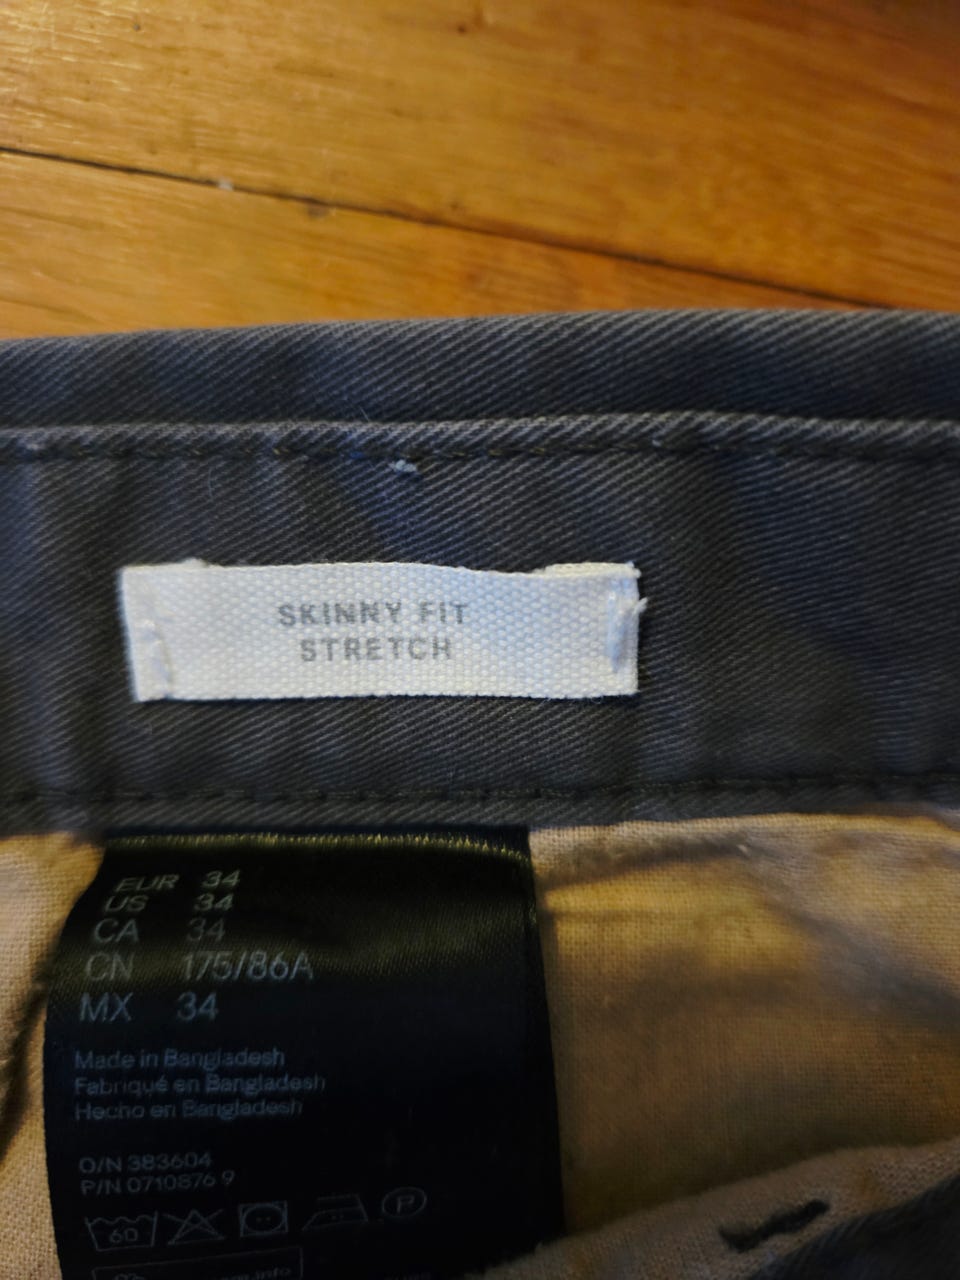 SKINNY FIT
STRETCH
EUR 34
US 34
CA 34
CN 175/86A
MX 34
Made in Bangladesh
Fabriqué en Bangladesh
Hecho en Bangladesh
O/N 383604
P/N 0710876 9
60
P